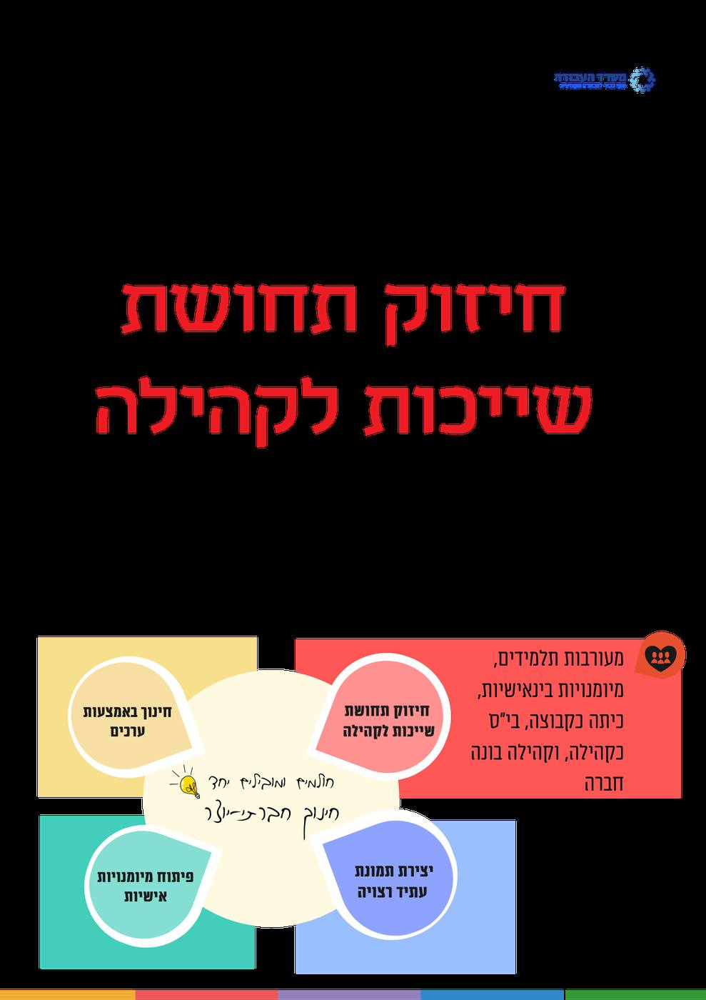 משרד העבודה
חיזוק תחושת
שייכות לקהילה
מעורבות תלמידים,
מיומנויות בינאישיות,
כיתה כקבוצה, בי"ס
כקהילה, וקהילה בונה
חברה
חיזוק תחושת
שייכות לקהילה
חינוך באמצעות
ערכים
חולמים ומובילים יחד
חינוך חברתי-יוצר
יצירת תמונת
עתיד רצויה
פיתוח מיומנויות
אישיות